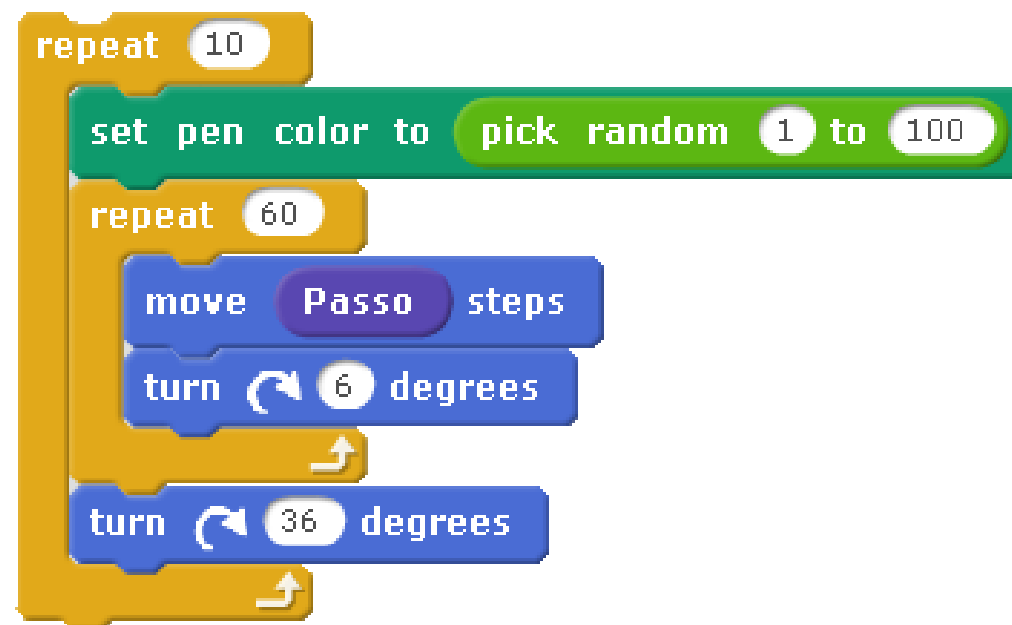 repeat 10
set pen color to pick random 1 to 100
repeat 60
move Passo steps
turn 6 degrees
turn 36 degrees